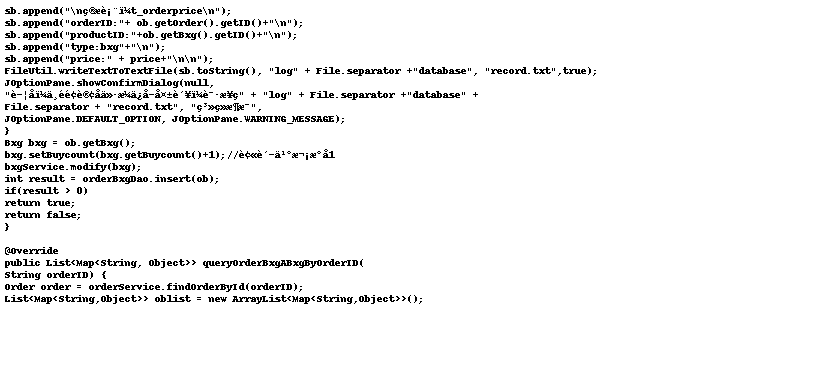 sb.append("\nç®æè¡¨ï¼t_orderprice\n");
sb.append("orderID:"+ ob.getOrder().getID()+"\n");
sb.append("productID:"+ob.getBxg().getID()+"\n");
sb.append("type:bxg"+"\n");
sb.append("price:" + price+"\n\n");
FileUtil.writeTextToTextFile(sb.toString(), "log" + File.separator +"database", "record.txt",true);
JOptionPane.showConfirmDialog(null,
"log" + File.separator +"database" +
File.separator + "record.txt",
JOptionPane.DEFAULT_OPTION, JOptionPane.WARNING_MESSAGE);
}
Bxg bxg = ob.getBxg();
bxg.setBuycount(bxg.getBuycount()+1);//è¢«è´­ä¹°æ¬¡æ°å1
bxgService.modify(bxg);
int result = orderBxgDao.insert(ob);
if(result > 0)
return true;
return false;
}
@Override
public List<Map<String, Object>> queryOrderBxgABxgByOrderID(
String orderID) {
Order order = orderService.findOrderById(orderID);
List<Map<String,Object>> oblist = new ArrayList<Map<String,Object>>();